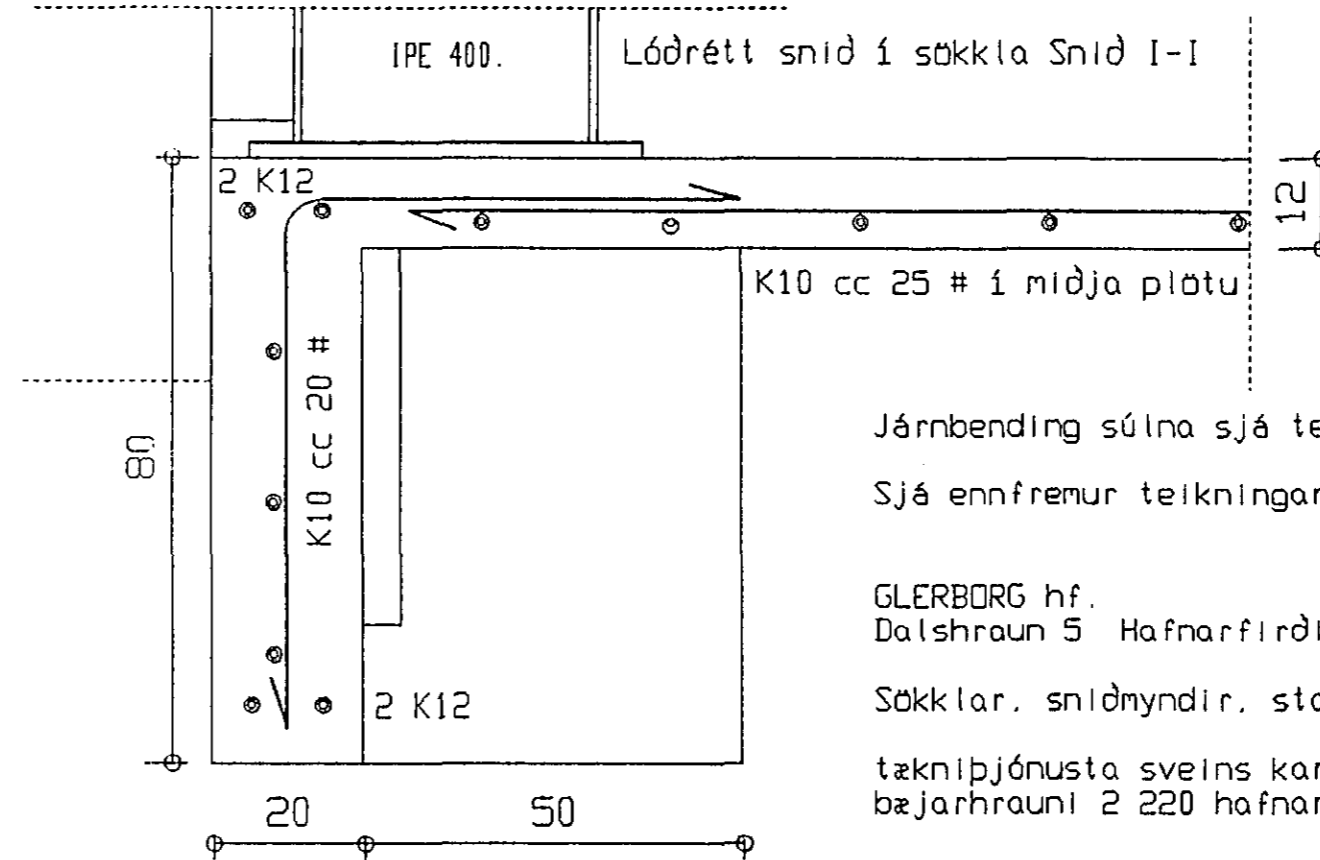 IPE 400.
Lóðrétt snið í sökkla Snið I-I
2 K12
12
K10 cc 25 # í miðja plötu
K10 cc 20 #
80
Járnbending súlna sjá te
Sjá ennfremur teikningar
GLERBORG hf.
Dalshraun 5 Hafnarfirði
2 K12
Sökklar. sniðmyndir. sto
tækniþjónusta sveins kar
bæjarhrauni 2 220 hafnar
20
50